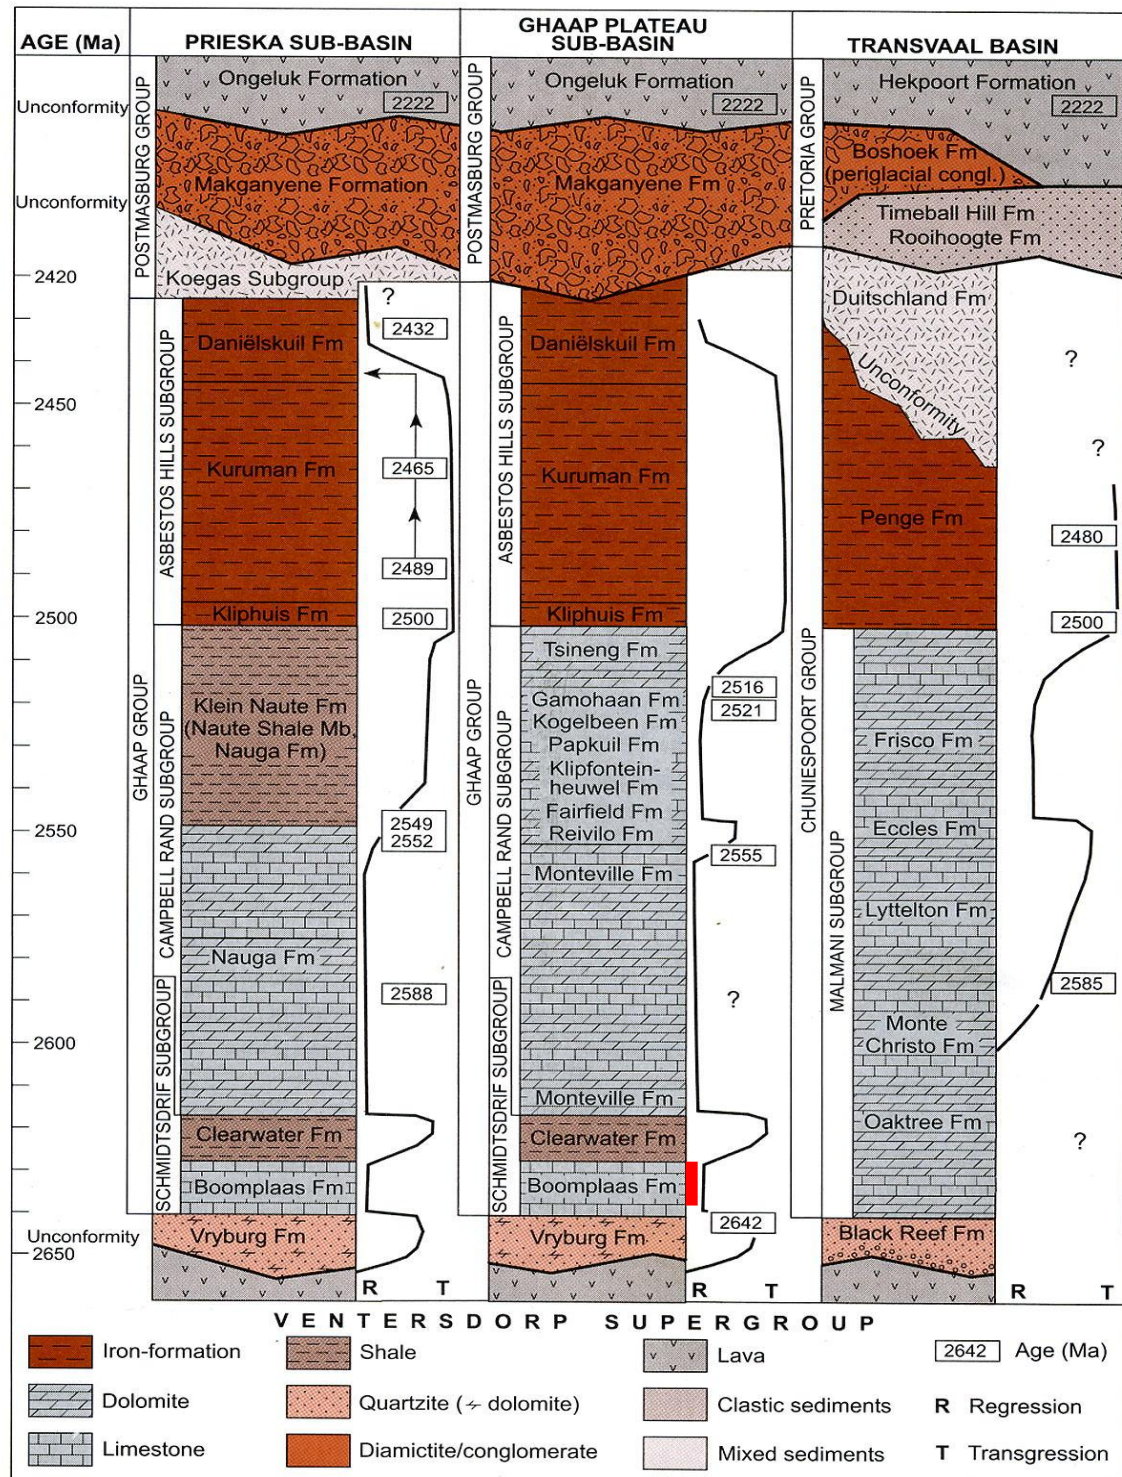 AGE (Ma)
PRIESKA SUB-BASIN
GHAAP PLATEAU
SUB-BASIN
TRANSVAAL BASIN
Unconformity
Unconformity
2420
2450
2500
2550
2600
Unconformity
2650
POSTMASBURG GROUP
GHAAP GROUP
ASBESTOS HILLS SUBGROUP
CAMPBELL RAND SUBGROUP
SCHMIDTSDRIF SUBGROUP
Ongeluk Formation
2222
Makganyene Formation
Koegas Subgroup
?
Daniëlskuil Fm
2432
Kuruman Fm
2465
2489
Kliphuis Fm
2500
Klein Naute Fm
(Naute Shale Mb,
Nauga Fm)
2549
2552
Nauga Fm
2588
Clearwater Fm
Boomplaas Fm
Vryburg Fm
R T
POSTMASBURG GROUP
GHAAP GROUP
ASBESTOS HILLS SUBGROUP
CAMPBELL RAND SUBGROUP
SCHMIDTSDRIF SUBGROUP
Ongeluk Formation
2222
Makganyene Fm
Daniëlskuil Fm
Kuruman Fm
Kliphuis Fm
Tsineng Fm
Gamohaan Fm
2516
Kogelbeen Fm
2521
Papkuil Fm
Klipfontein-
heuwel Fm
Fairfield Fm
Reivilo Fm
2555
Monteville Fm
?
Monteville Fm
Clearwater Fm
Boomplaas Fm
2642
Vryburg Fm
R T
PRETORIA GROUP
CHUNIESPOORT GROUP
MALMANI SUBGROUP
Hekpoort Formation
2222
Boshoek Fm
(periglacial congl.)
Timeball Hill Fm
Rooihoogte Fm
Duitschland Fm
?
Unconformity
?
Penge Fm
2480
2500
Frisco Fm
Eccles Fm
Lyttelton Fm
2585
Monte
Christo Fm
Oaktree Fm
?
Black Reef Fm
R T
VENTERSDORP SUPERGROUP
Iron-formation
Shale
Lava
2642 Age (Ma)
Dolomite
Quartzite ( dolomite)
Clastic sediments
R Regression
Limestone
Diamictite/conglomerate
Mixed sediments
T Transgression